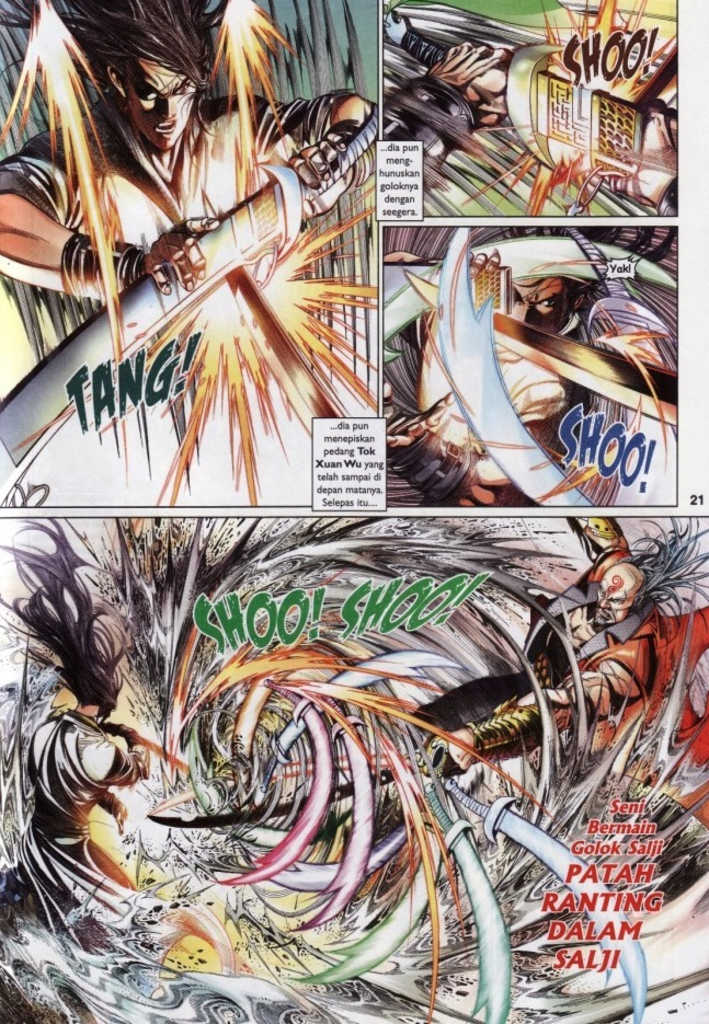 TANG!
...dia pun
menepiskan
pedang Tok
Xuan Wu yang
telah sampai di
depan matanya.
Selepas itu....
SHOO!
...dia pun
meng-
hunuskan
goloknya
dengan
seegera.
Yak!
SHOO!
21
SHOO! SHOO!
Seni
Bermain
Golok Salji
PATAH
RANTING
DALAM
SALJI